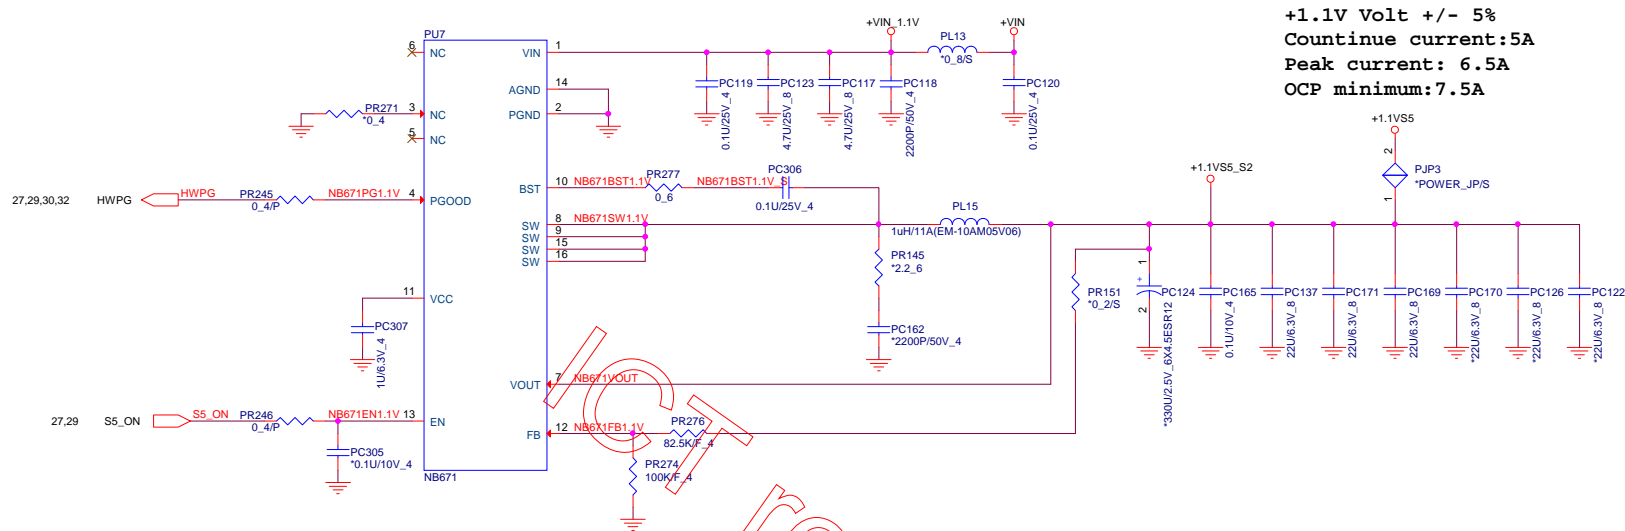 +1.1V Volt +/- 5%
Countinue current:5A
Peak current: 6.5A
OCP minimum:7.5A
PU7
6
NC
VIN
1
+VIN_1.1V
PL13
*0_8/S
+VIN
14
AGND
2
PGND
PC119
0.1U/25V_4
PC123
4.7U/25V_8
PC117
4.7U/25V_8
PC118
2200P/50V_4
PC120
0.1U/25V_4
PR271
*0_4
3
NC
5
NC
+1.1VS5
2
PJP3
*POWER_JP/S
1
+1.1VS5_S2
27,29,30,32
HWPG
HWPG
PR245
0_4/P
NB671PG1.1V
4
PGOOD
BST
10
NB671BST1.1V
PR277
0_6
NB671BST1.1V_S
PC306
0.1U/25V_4
SW
8
NB671SW1.1V
SW
9
SW
15
SW
16
PL15
1uH/11A(EM-10AM05V06)
PR145
*2.2_6
PC162
*2200P/50V_4
PR151
*0_2/S
1
+
2
PC124
*330U/2.5V_6X4.5ESR12
PC165
0.1U/10V_4
PC137
22U/6.3V_8
PC171
22U/6.3V_8
PC169
22U/6.3V_8
PC170
*22U/6.3V_8
PC126
*22U/6.3V_8
PC122
*22U/6.3V_8
11
VCC
PC307
1U/6.3V_4
VOUT
7
NB671VOUT
27,29
S5_ON
S5_ON
PR246
0_4/P
NB671EN1.1V
13
EN
PC305
*0.1U/10V_4
FB
12
NB671FB1.1V
PR276
82.5K/F_4
PR274
100K/F_4
NB671